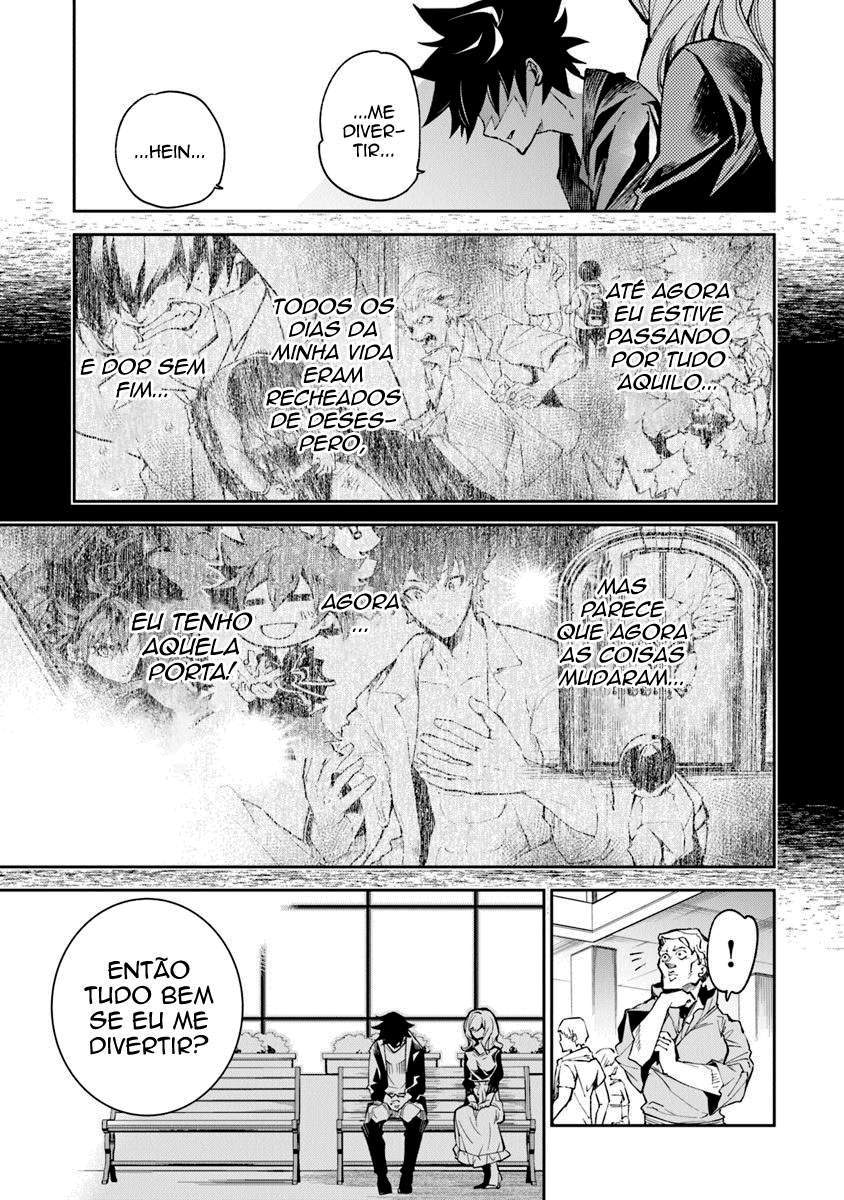 ...ME
DIVER-
TIR...
...HEIN...
ATÉ AGORA
EU ESTIVE
PASSANDO
POR TUDO
AQUILO...
TODOS OS
DIAS DA
MINHA VIDA
ERAM
RECHEADOS
DE DESES-
PERO,
E DOR SEM
FIM...
MAS
PARECE
QUE AGORA
AS COISAS
MUDARAM...
AGORA
...
EU TENHO
AQUELA
PORTA!
!
ENTÃO
TUDO BEM
SE EU ME
DIVERTIR?